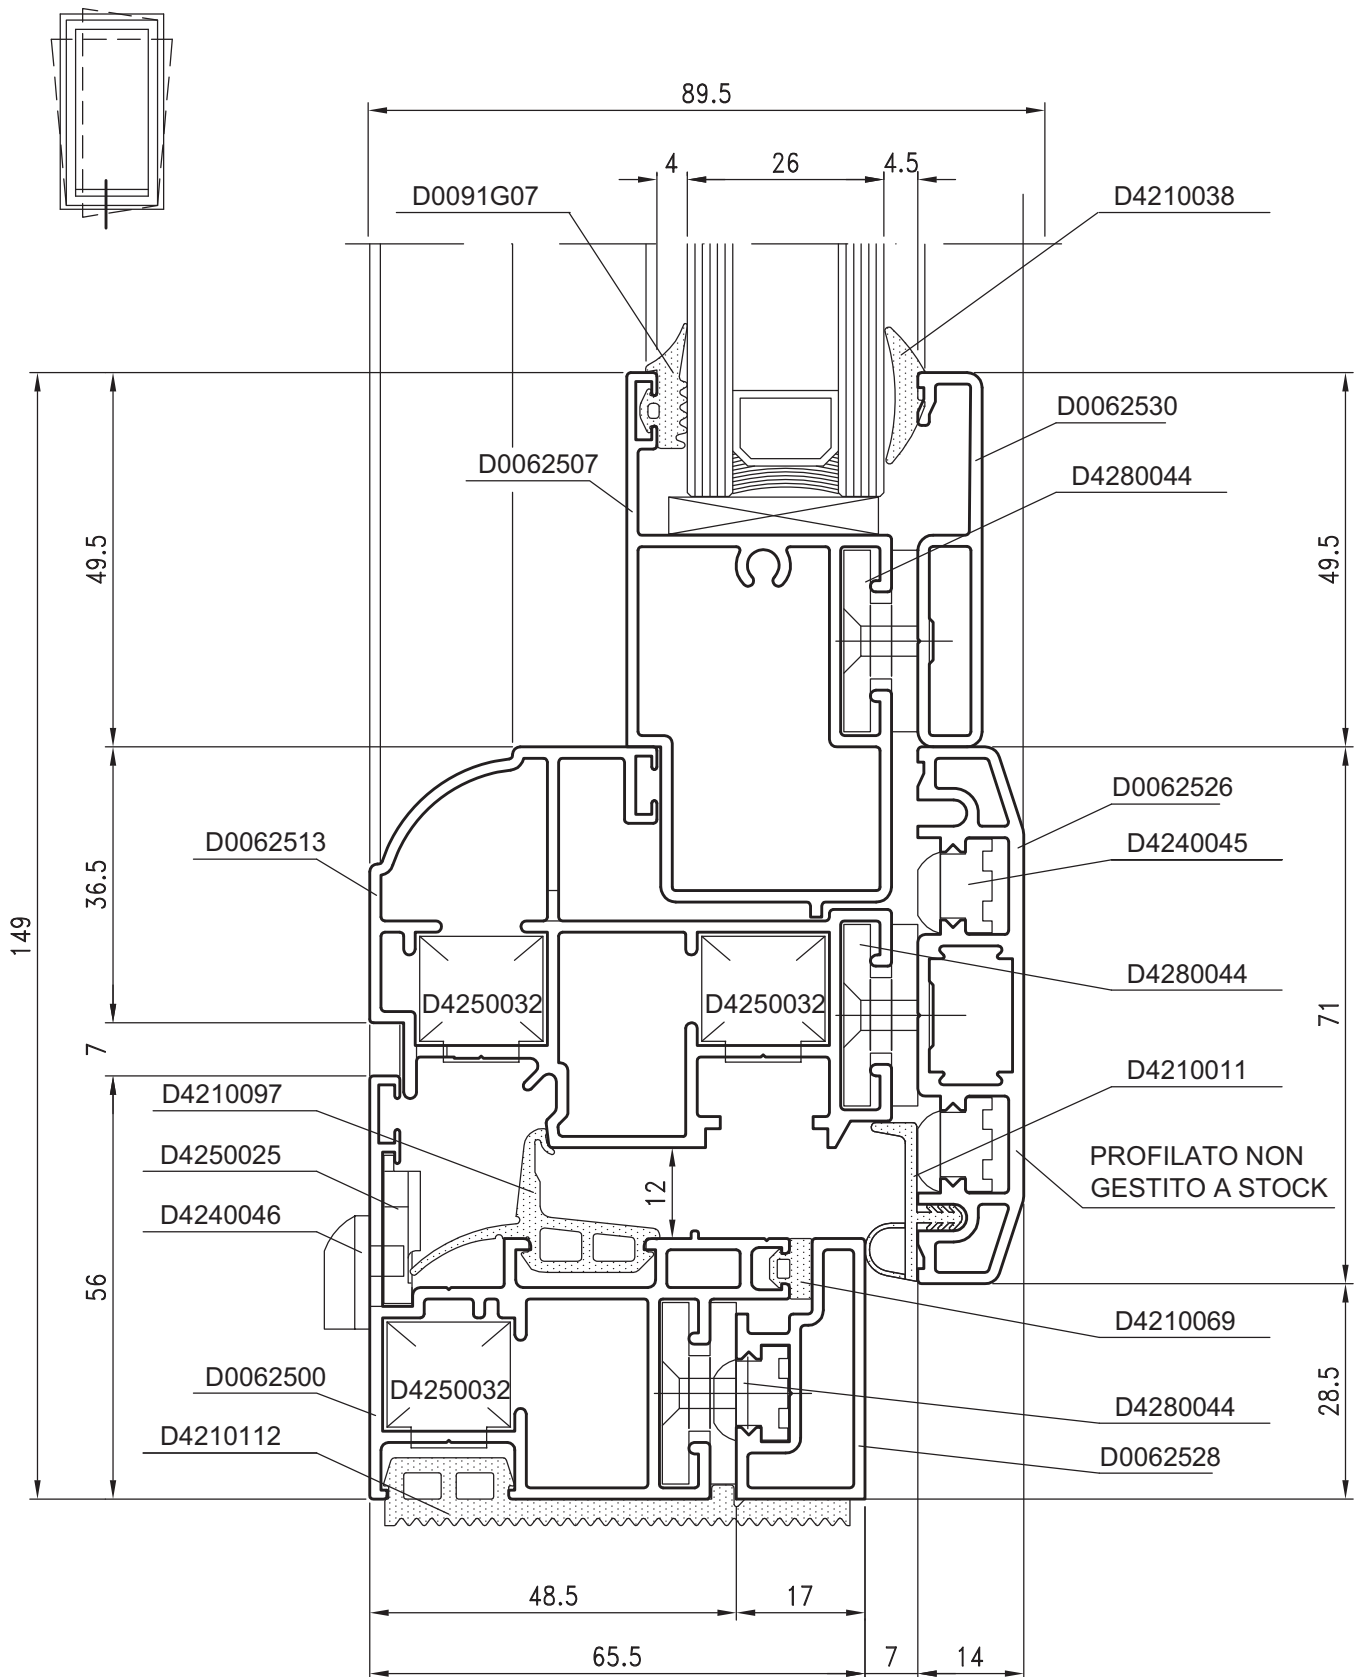 89.5
4
26
4.5
D0091G07
D4210038
D0062530
D0062507
D4280044
49.5
49.5
D0062526
D0062513
D4240045
36.5
149
D4250032
D4250032
D4280044
71
7
D4210097
D4210011
D4250025
12
PROFILATO NON
GESTITO A STOCK
D4240046
56
D4210069
D0062500
D4250032
28.5
D4280044
D4210112
D0062528
48.5
17
65.5
7
14